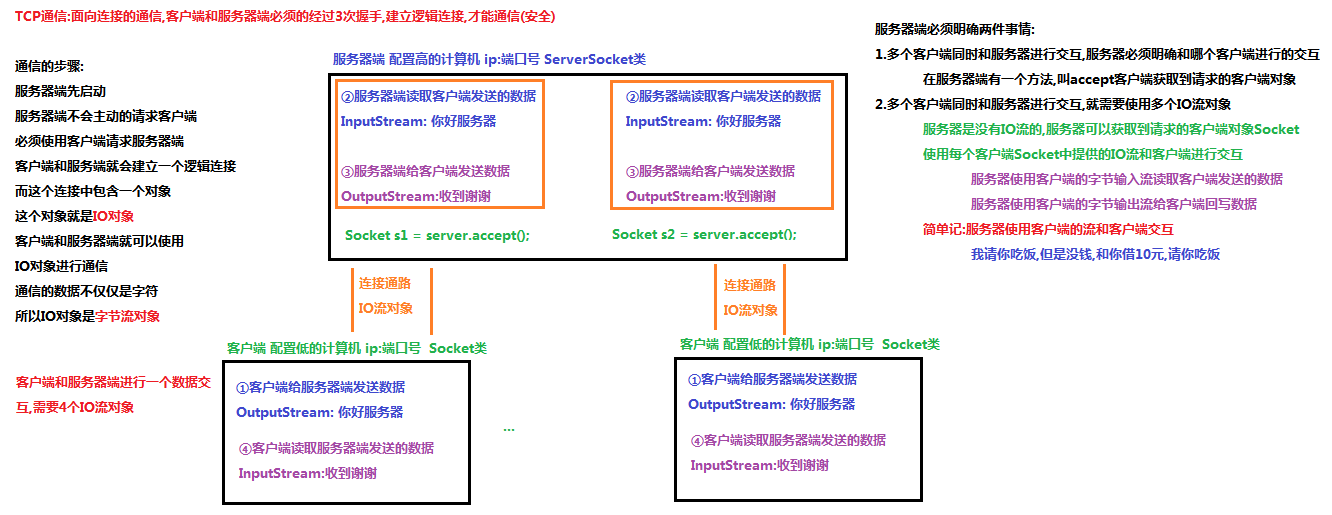 TCP通信:面向连接的通信,客户端和服务器端必须的经过3次握手,建立逻辑连接,才能通信(安全)
通信的步骤:
服务器端先启动
服务器端不会主动的请求客户端
必须使用客户端请求服务器端
客户端和服务端就会建立一个逻辑连接
而这个连接中包含一个对象
这个对象就是IO对象
客户端和服务器端就可以使用
IO对象进行通信
通信的数据不仅仅是字符
所以IO对象是字节流对象
客户端和服务器端进行一个数据交
互,需要4个IO流对象
服务器端 配置高的计算机 ip:端口号 ServerSocket类
②服务器端读取客户端发送的数据
InputStream: 你好服务器
③服务器端给客户端发送数据
OutputStream:收到谢谢
Socket s1 = server.accept();
②服务器端读取客户端发送的数据
InputStream: 你好服务器
③服务器端给客户端发送数据
OutputStream:收到谢谢
Socket s2 = server.accept();
连接通路
IO流对象
连接通路
IO流对象
客户端 配置低的计算机 ip:端口号 Socket类
①客户端给服务器端发送数据
OutputStream: 你好服务器
④客户端读取服务器端发送的数据
InputStream:收到谢谢
...
客户端 配置低的计算机 ip:端口号 Socket类
①客户端给服务器端发送数据
OutputStream: 你好服务器
④客户端读取服务器端发送的数据
InputStream:收到谢谢
服务器端必须明确两件事情:
1.多个客户端同时和服务器进行交互,服务器必须明确和哪个客户端进行的交互
在服务器端有一个方法,叫accept客户端获取到请求的客户端对象
2.多个客户端同时和服务器进行交互,就需要使用多个IO流对象
服务器是没有IO流的,服务器可以获取到请求的客户端对象Socket
使用每个客户端Socket中提供的IO流和客户端进行交互
服务器使用客户端的字节输入流读取客户端发送的数据
服务器使用客户端的字节输出流给客户端回写数据
简单记:服务器使用客户端的流和客户端交互
我请你吃饭,但是没钱,和你借10元,请你吃饭